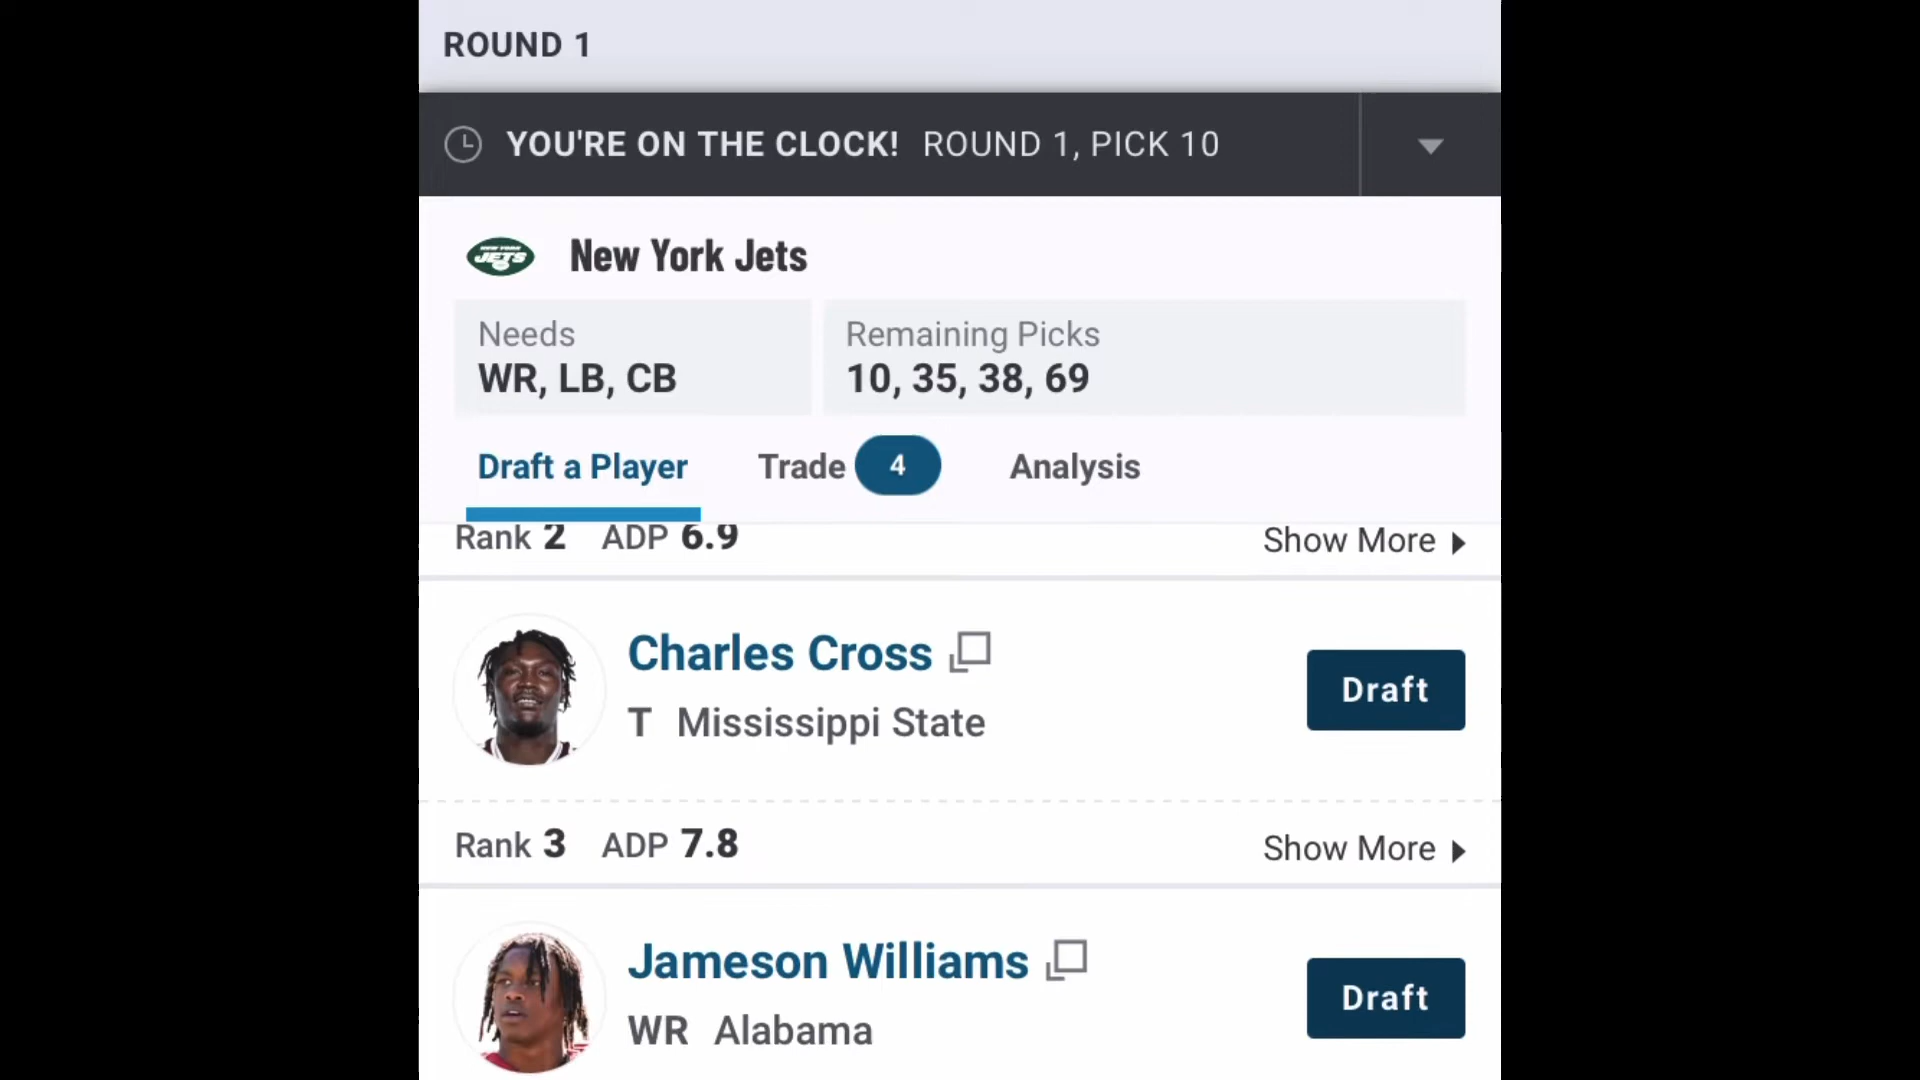 ROUND 1
YOU'RE ON THE CLOCK! ROUND 1, PICK 10
JETS
New York Jets
Needs
WR, LB, CB
Remaining Picks
10, 35, 38, 69
Draft a Player Trade 4 Analysis
Rank 2 ADP 6.9 Show More
Charles Cross
T Mississippi State
Draft
Rank 3 ADP 7.8 Show More
Jameson Williams
WR Alabama
Draft